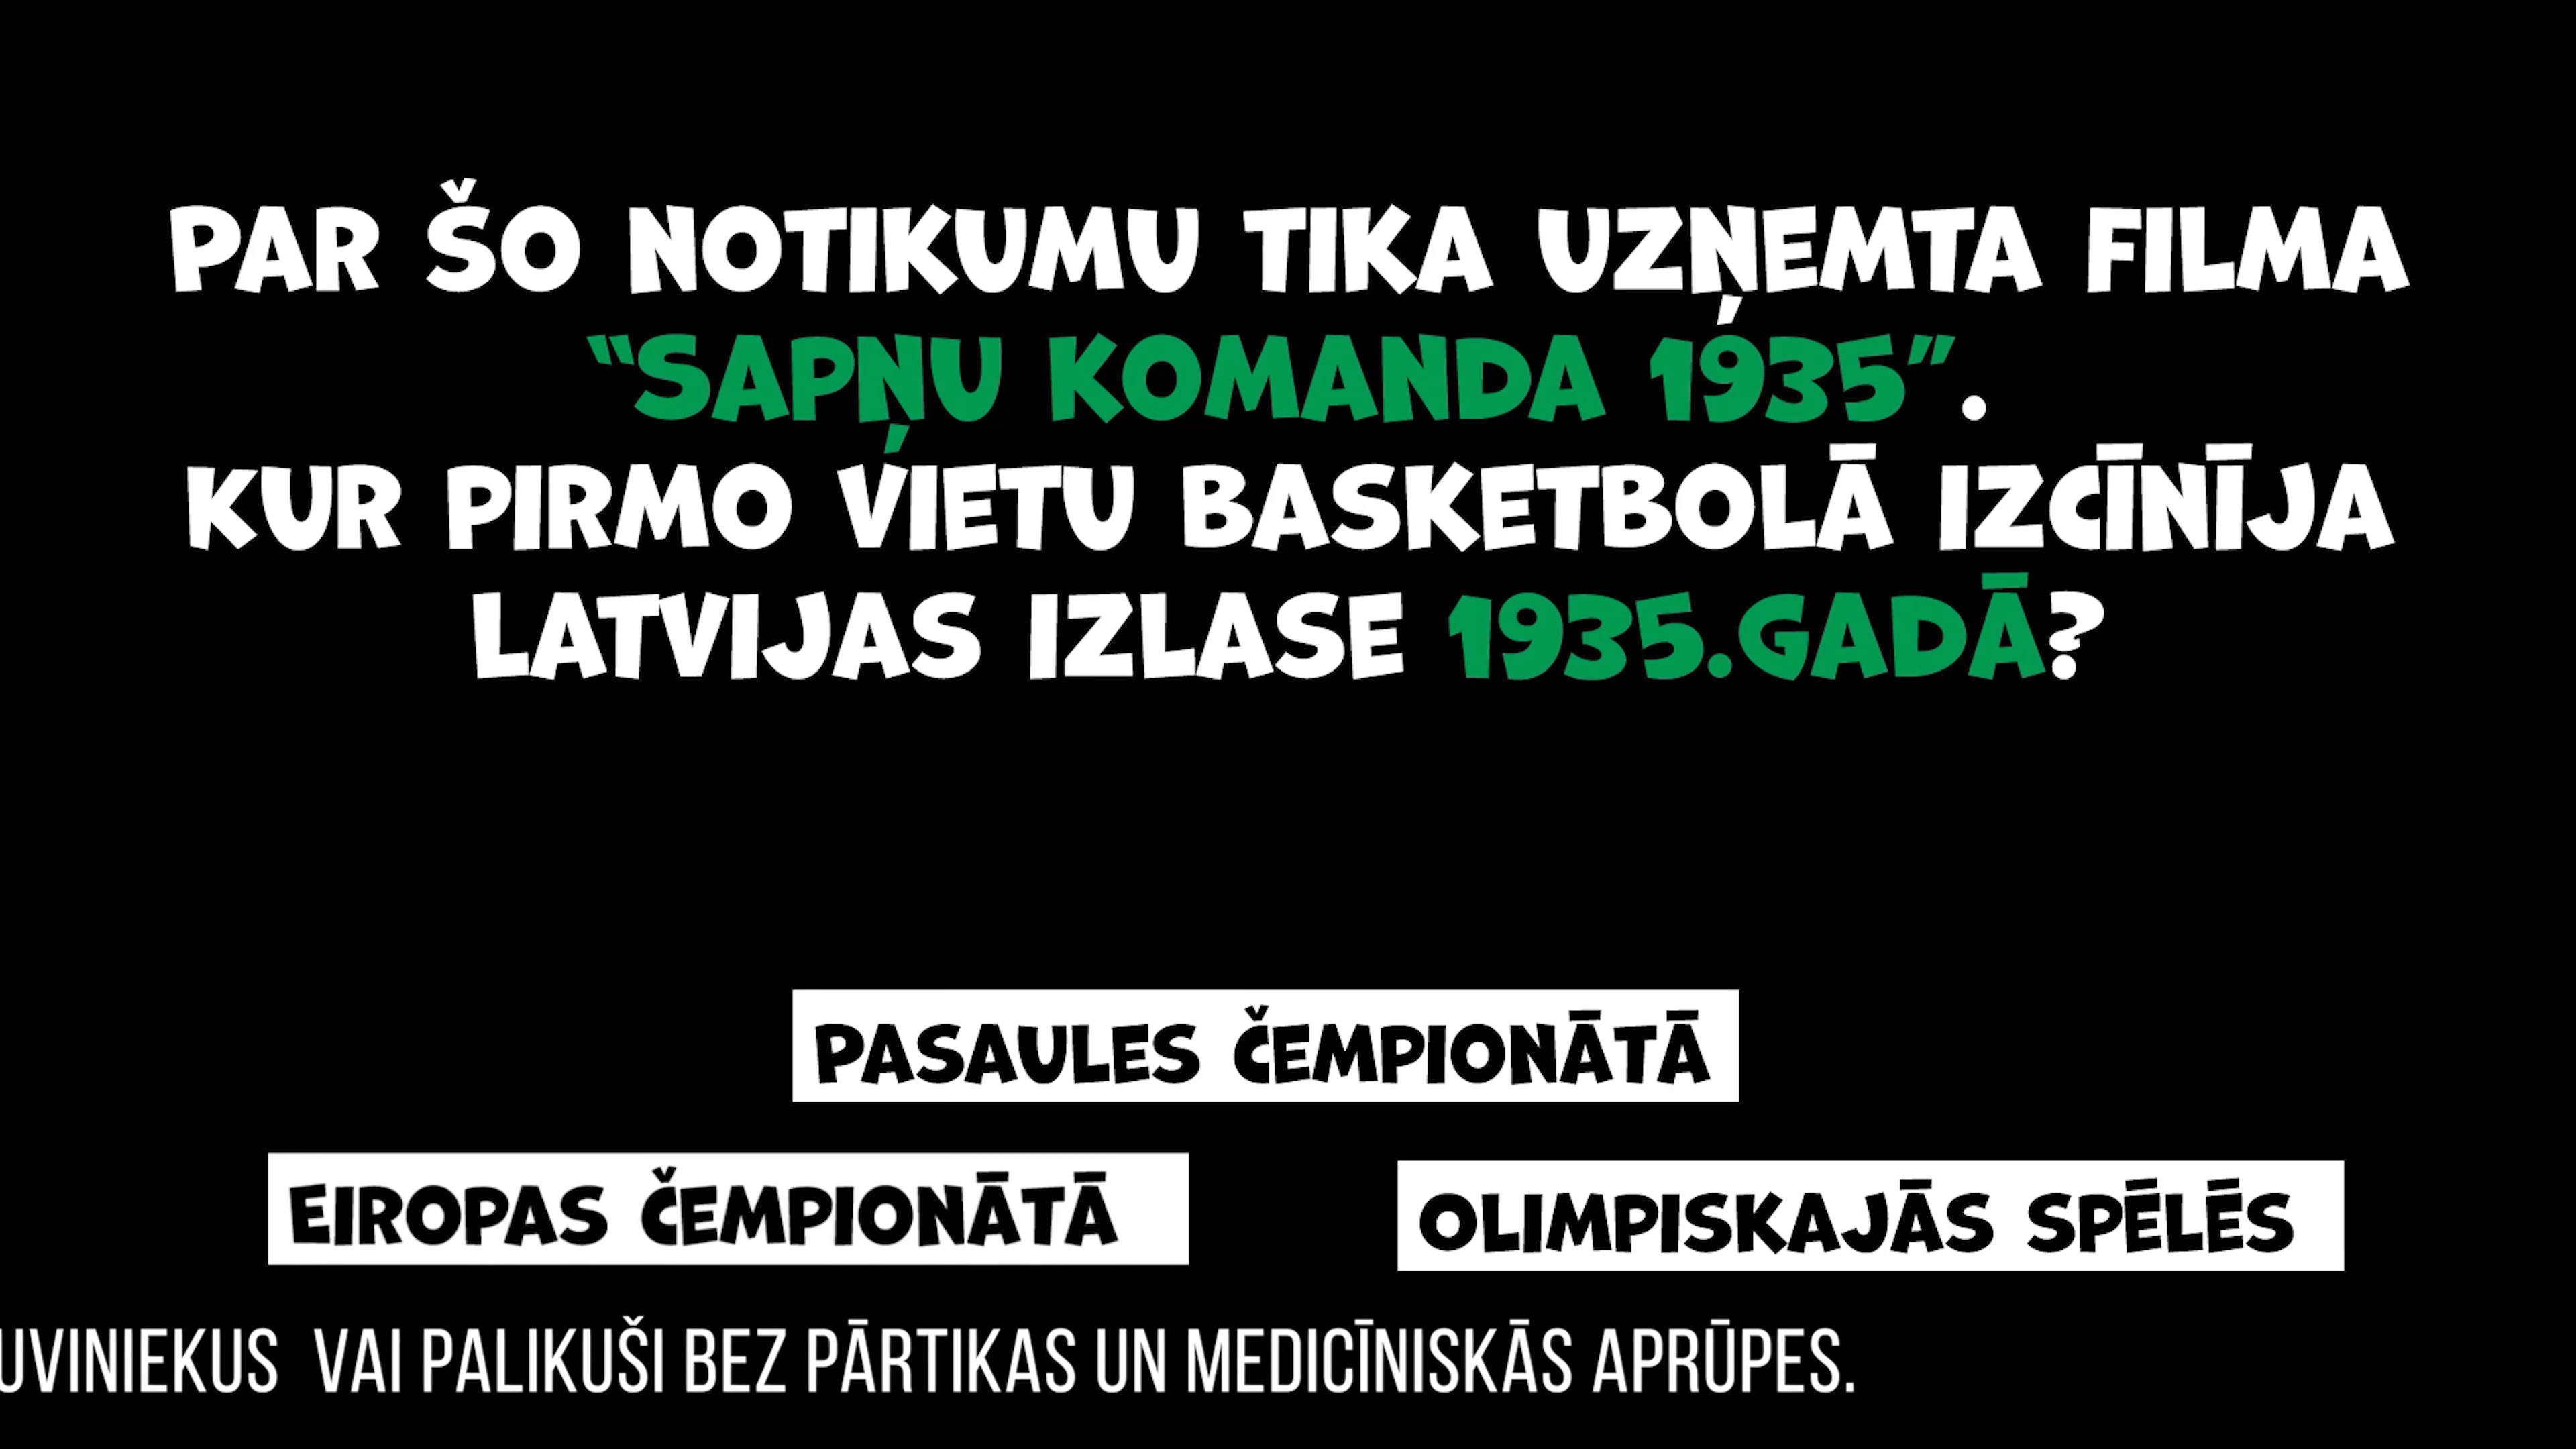 PAR ŠO NOTIKUMU TIKA UZŅEMTA FILMA
“SAPŅU KOMANDA 1935”.
KUR PIRMO VIETU BASKETBOLĀ IZCĪNĪJA
LATVIJAS IZLASE 1935.GADĀ?
PASAULES ČEMPIONĀTĀ
EIROPAS ČEMPIONĀTĀ
OLIMPISKAJĀS SPĒLĒS
VAI PALIKUŠI BEZ PĀRTIKAS UN MEDICĪNISKĀS APRŪPES.